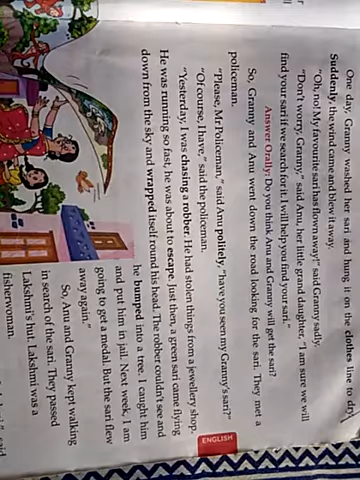 One day, Granny washed her sari and hung it on the clothes line to dry.
Suddenly, the wind came and blew it away.
"Oh, no! My favourite sari has flown away!" said Granny sadly.
"Don't worry, Granny," said Anu, her little grand daughter, "I am sure we will
find your sari if we search for it. I will help you find your sari."
Answer Orally: Do you think Anu and Granny will get the sari?
So, Granny and Anu went down the road looking for the sari. They met a
policeman.
"Please, Mr Policeman," said Anu politely, "have you seen my Granny's sari?"
"Of course, I have," said the policeman.
"Yesterday, I was chasing a robber. He had stolen things from a jewellery shop.
He was running so fast; he was about to escape. Just then, a green sari came flying
down from the sky and wrapped itself round his head. The robber couldn't see and
he bumped into a tree. I caught him
and put him in jail. Next week, I am
going to get a medal. But the sari flew
away again."
So, Anu and Granny kept walking
in search of the sari. They passed
Lakshmi's hut. Lakshmi was a
fisherwoman.
said
ENGLISH